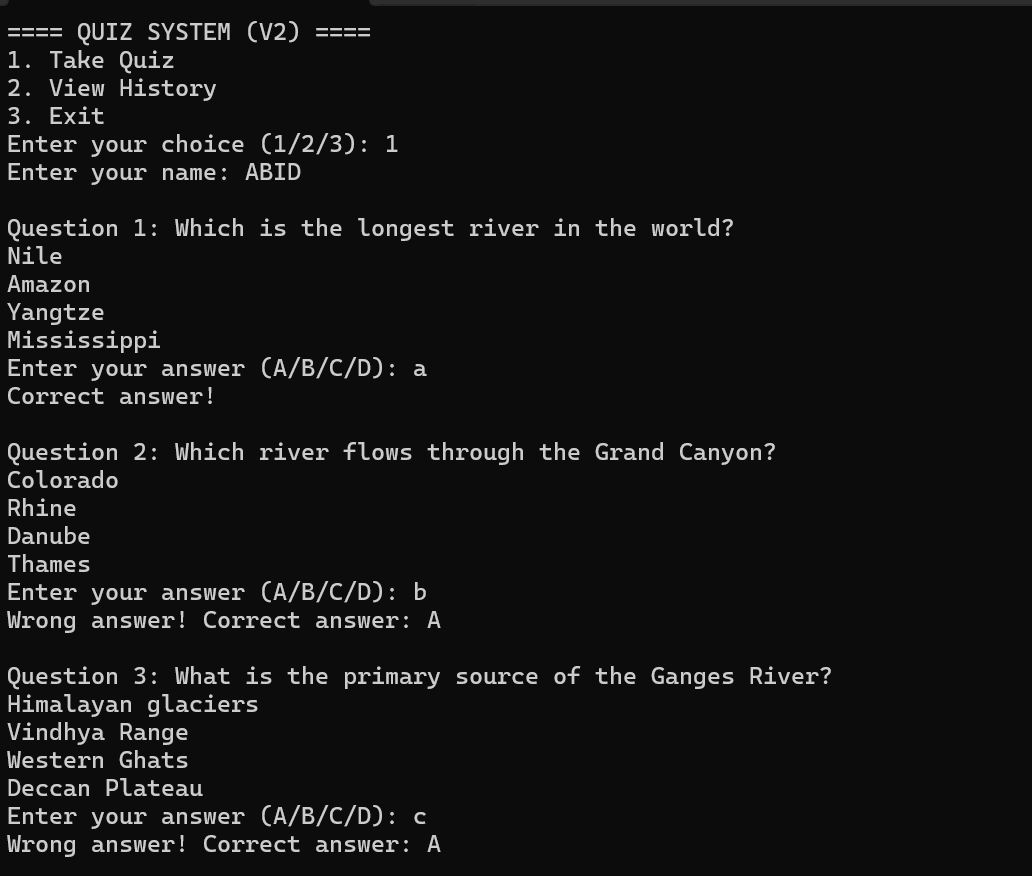 ==== QUIZ SYSTEM (V2) ====
1. Take Quiz
2. View History
3. Exit
Enter your choice (1/2/3): 1
Enter your name: ABID
Question 1: Which is the longest river in the world?
Nile
Amazon
Yangtze
Mississippi
Enter your answer (A/B/C/D): a
Correct answer!
Question 2: Which river flows through the Grand Canyon?
Colorado
Rhine
Danube
Thames
Enter your answer (A/B/C/D): b
Wrong answer! Correct answer: A
Question 3: What is the primary source of the Ganges River?
Himalayan glaciers
Vindhya Range
Western Ghats
Deccan Plateau
Enter your answer (A/B/C/D): c
Wrong answer! Correct answer: A